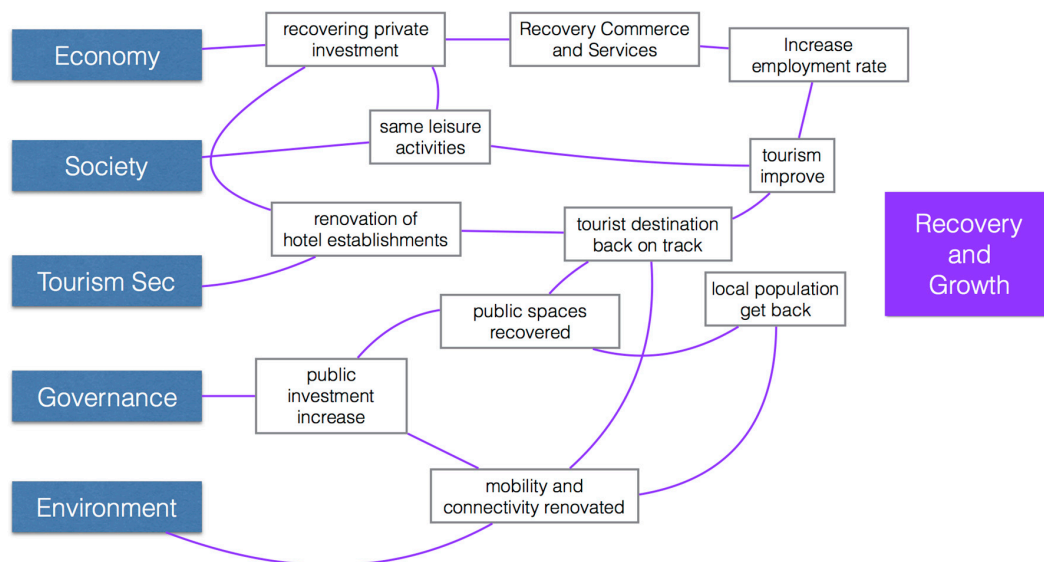 Economy
recovering private
investment
Recovery Commerce
and Services
Increase
employment rate
Society
same leisure
activities
tourism
improve
Tourism Sec
renovation of
hotel establishments
tourist destination
back on track
Recovery
and
Growth
public spaces
recovered
local population
get back
Governance
public
investment
increase
Environment
mobility and
connectivity renovated